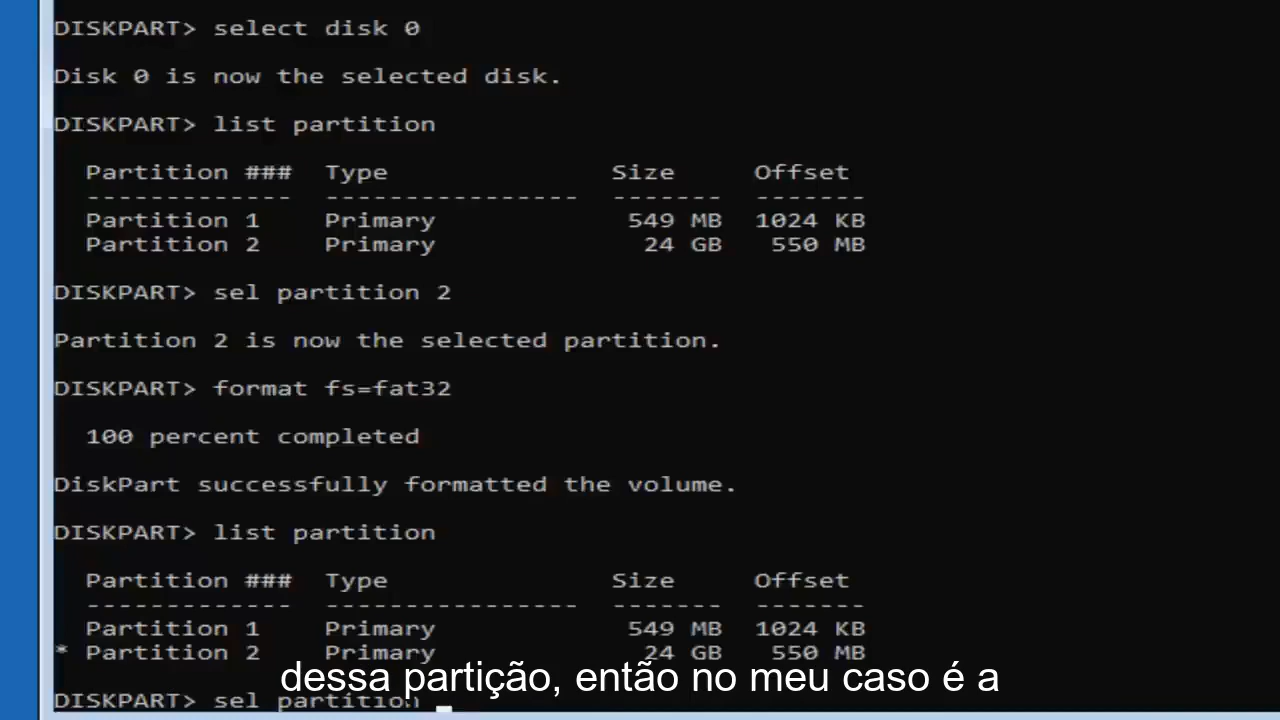 DISKPART> select disk 0
Disk 0 is now the selected disk.
DISKPART> list partition
Partition ### Type Size Offset
------------- ---------------- ------- -------
Partition 1 Primary 549 MB 1024 KB
Partition 2 Primary 24 GB 550 MB
DISKPART> sel partition 2
Partition 2 is now the selected partition.
DISKPART> format fs=fat32
100 percent completed
DiskPart successfully formatted the volume.
DISKPART> list partition
Partition ### Type Size Offset
------------- ---------------- ------- -------
Partition 1 Primary 549 MB 1024 KB
* Partition 2 Primary 24 GB 550 MB
dessa partição, então no meu caso é a
DISKPART> sel partition